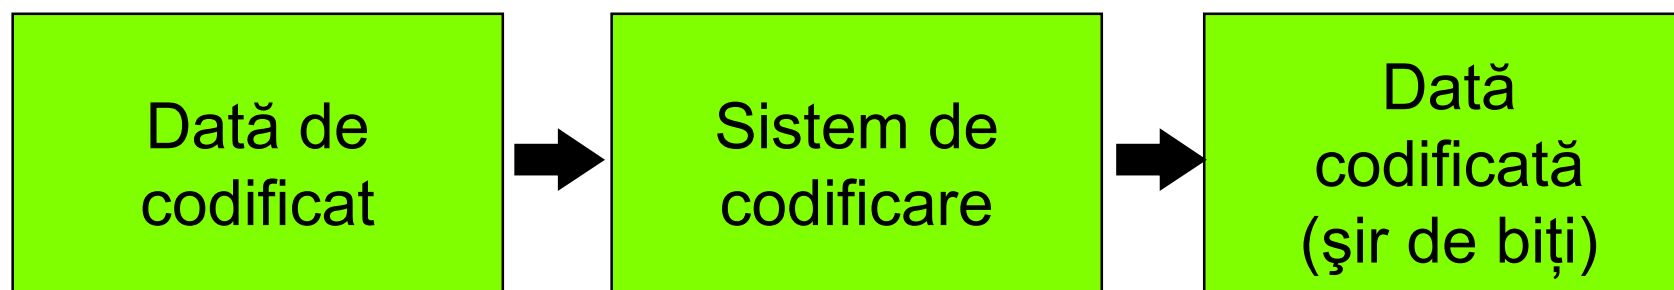 Dată de
codificat
Sistem de
codificare
Dată
codificată
(şir de biți)